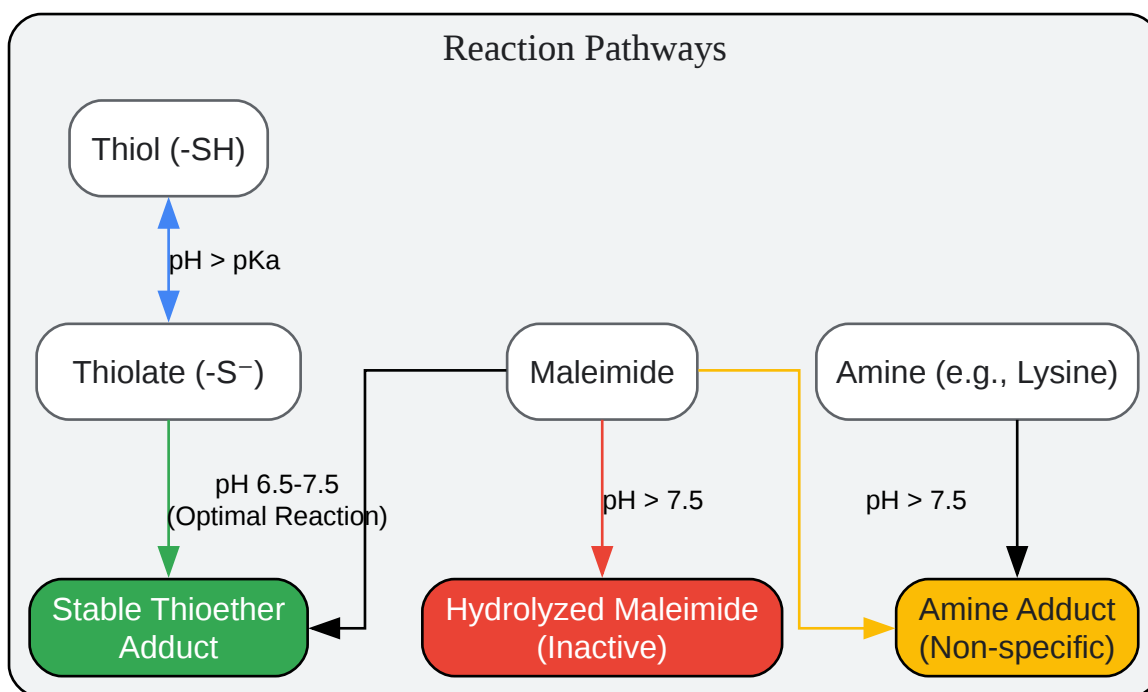 Reaction Pathways
Thiol (-SH)
pH > pKa
Thiolate (-S⁻)
Maleimide
Amine (e.g., Lysine)
pH 6.5-7.5
(Optimal Reaction)
pH > 7.5
pH > 7.5
Stable Thioether
Adduct
Hydrolyzed Maleimide
(Inactive)
Amine Adduct
(Non-specific)